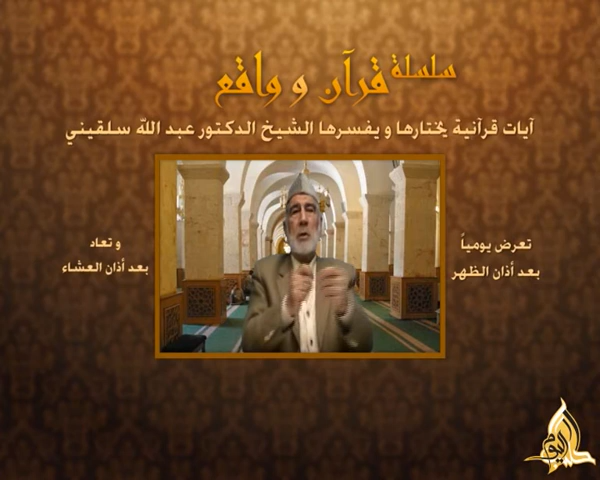 سلسلة قرآن و واقع
آيات قرآنية يختارها و يفسرها الشيخ الدكتور عبد الله سلقيني
تعرض يومياً
بعد أذان الظهر
و تعاد
بعد أذان العشاء